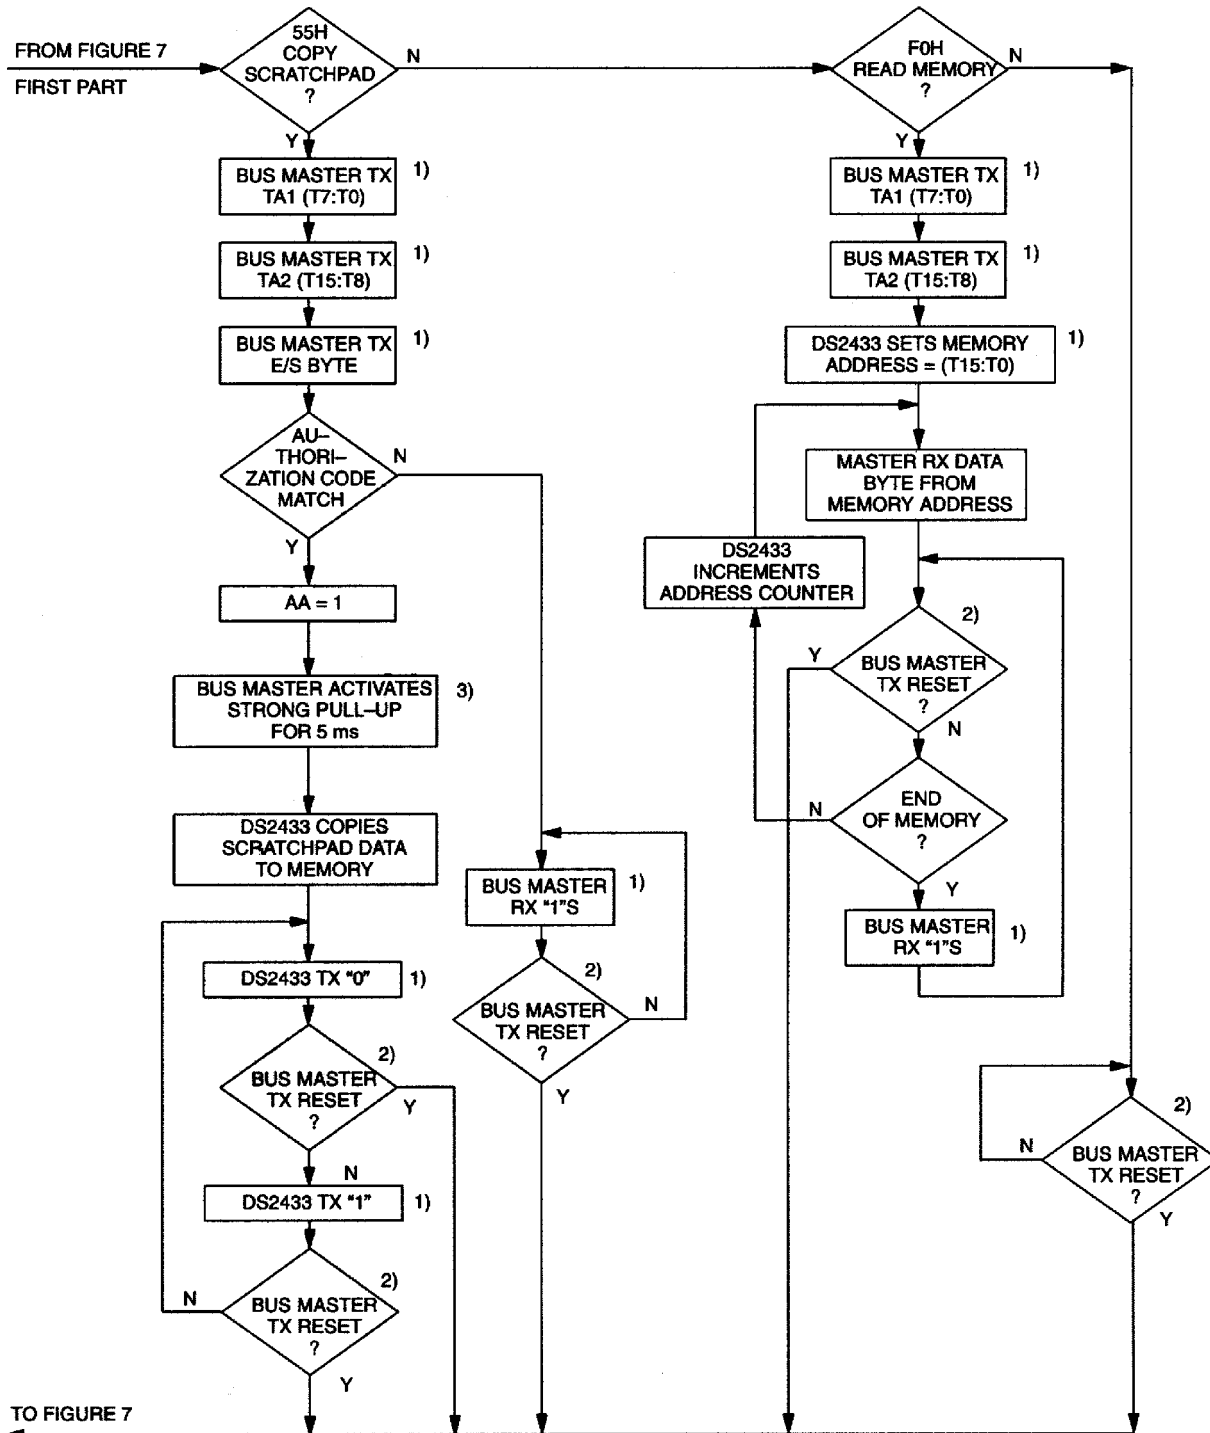 FROM FIGURE 7
FIRST PART
55H
COPY
SCRATCHPAD
?
N
Y
BUS MASTER TX
TA1 (T7:T0)
1)
BUS MASTER TX
TA2 (T15:T8)
1)
BUS MASTER TX
E/S BYTE
1)
AU–
THORI–
ZATION CODE
MATCH
N
Y
AA = 1
BUS MASTER ACTIVATES
STRONG PULL–UP
FOR 5 ms
3)
DS2433 COPIES
SCRATCHPAD DATA
TO MEMORY
DS2433 TX “0”
1)
BUS MASTER
TX RESET
?
2)
Y
N
DS2433 TX “1”
1)
BUS MASTER
TX RESET
?
2)
N
Y
BUS MASTER
RX “1”S
1)
BUS MASTER
TX RESET
?
2)
N
Y
F0H
READ MEMORY
?
N
Y
BUS MASTER TX
TA1 (T7:T0)
1)
BUS MASTER TX
TA2 (T15:T8)
1)
DS2433 SETS MEMORY
ADDRESS = (T15:T0)
1)
MASTER RX DATA
BYTE FROM
MEMORY ADDRESS
DS2433
INCREMENTS
ADDRESS COUNTER
BUS MASTER
TX RESET
?
2)
Y
N
END
OF MEMORY
?
N
Y
BUS MASTER
RX “1”S
1)
BUS MASTER
TX RESET
?
2)
N
Y
TO FIGURE 7